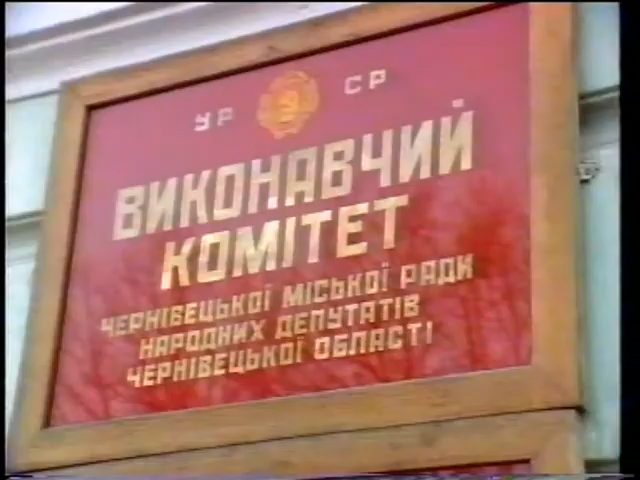 УР СР
ВИКОНАВЧИЙ
КОМІТЕТ
ЧЕРНІВЕЦЬКОЇ МІСЬКОЇ РАДИ
НАРОДНИХ ДЕПУТАТІВ
ЧЕРНІВЕЦЬКОЇ ОБЛАСТІ